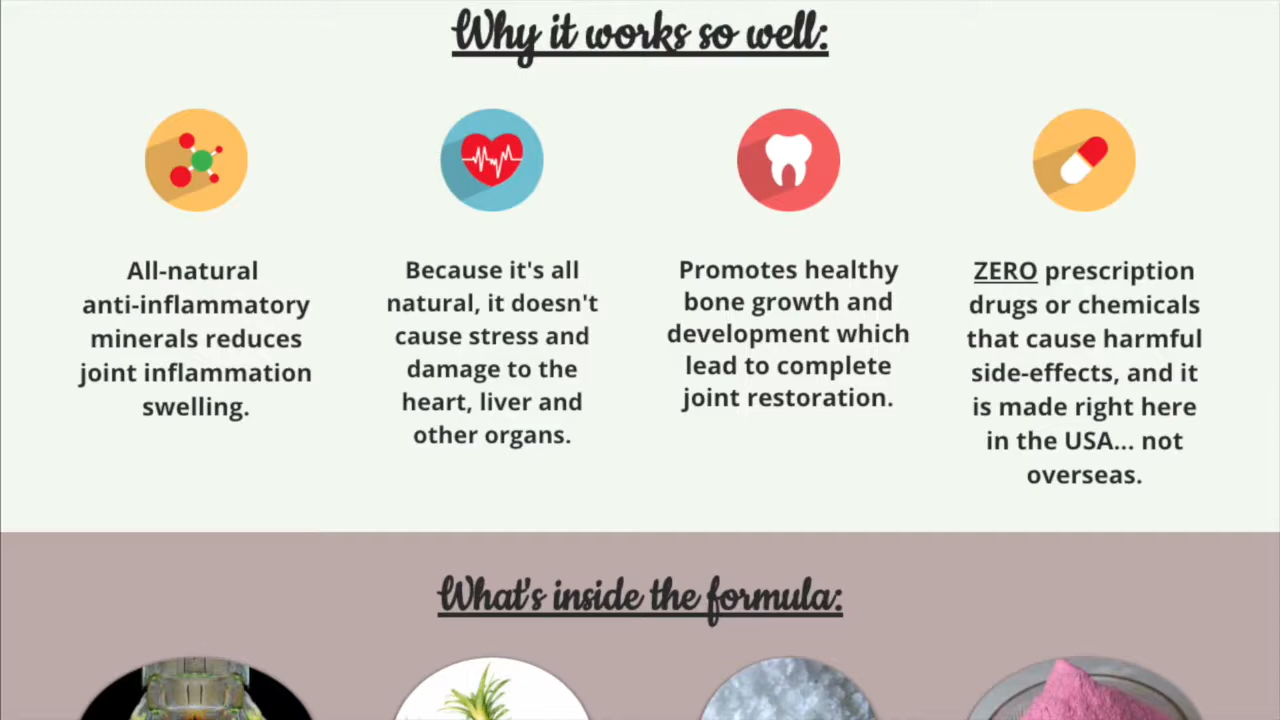 Why it works so well:
All-natural
anti-inflammatory
minerals reduces
joint inflammation
swelling.
Because it's all
natural, it doesn't
cause stress and
damage to the
heart, liver and
other organs.
Promotes healthy
bone growth and
development which
lead to complete
joint restoration.
ZERO prescription
drugs or chemicals
that cause harmful
side-effects, and it
is made right here
in the USA... not
overseas.
What's inside the formula: